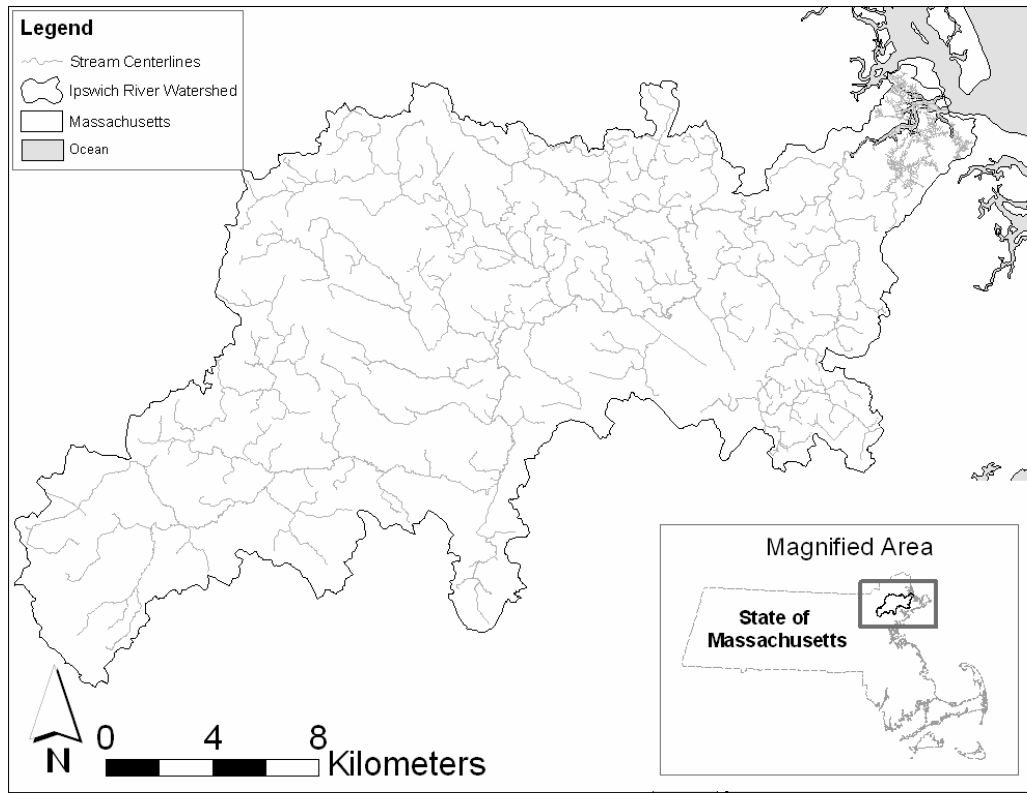 Legend
Stream Centerlines
Ipswich River Watershed
Massachusetts
Ocean
Magnified Area
State of
Massachusetts
N
0 4 8
Kilometers